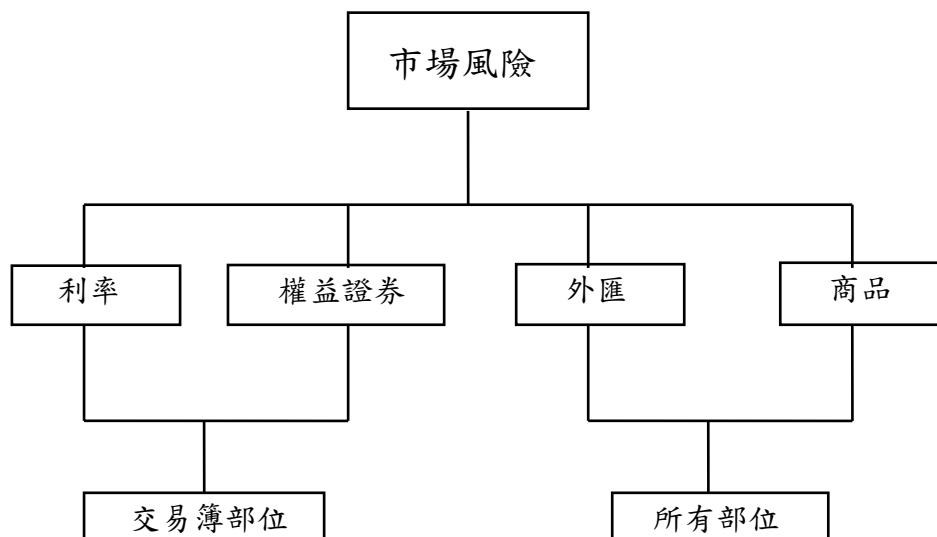 市場風險
利率
權益證券
外匯
商品
交易簿部位
所有部位